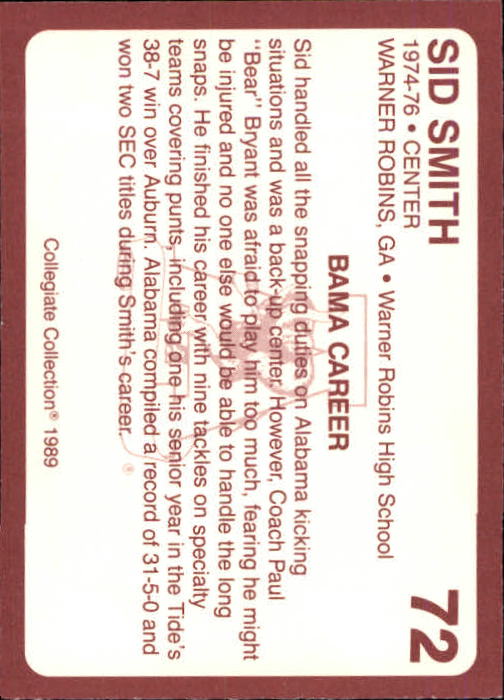 SID SMITH 72
1974-76 • CENTER
WARNER ROBINS, GA • Warner Robins High School
BAMA CAREER
Sid handled all the snapping duties on Alabama kicking
situations and was a back-up center. However, Coach Paul
"Bear" Bryant was afraid to play him too much, fearing he might
be injured and no one else would be able to handle the long
snaps. He finished his career with nine tackles on specialty
teams covering punts, including one his senior year in the Tide's
38-7 win over Auburn. Alabama compiled a record of 31-5-0 and
won two SEC titles during Smith's career.
Collegiate Collection® 1989